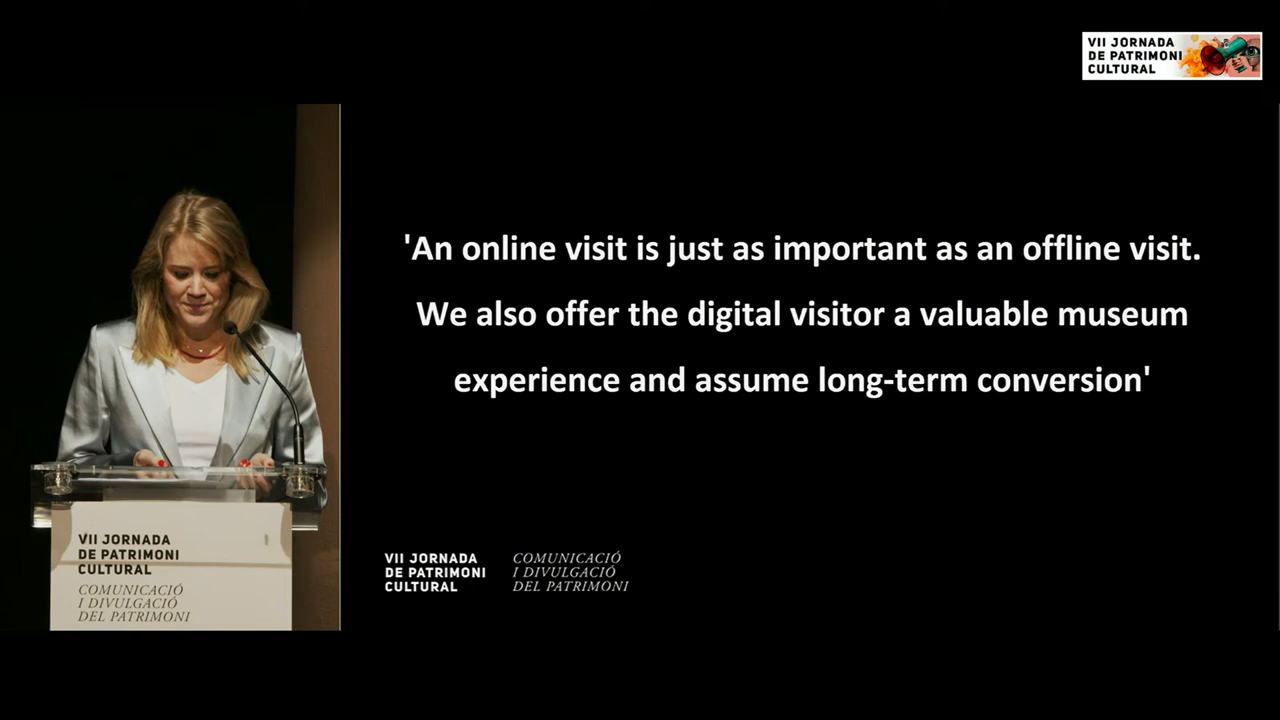 VII JORNADA
DE PATRIMONI
CULTURAL
'An online visit is just as important as an offline visit.
We also offer the digital visitor a valuable museum
experience and assume long-term conversion'
VII JORNADA
DE PATRIMONI
CULTURAL
COMUNICACIÓ
I DIVULGACIÓ
DEL PATRIMONI
VII JORNADA
DE PATRIMONI
CULTURAL
COMUNICACIÓ
I DIVULGACIÓ
DEL PATRIMONI